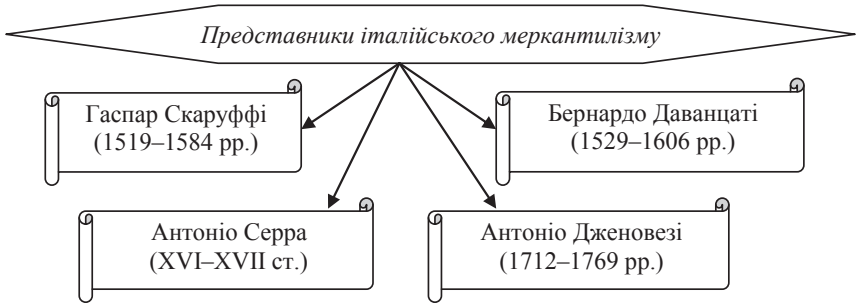 Представники італійського меркантилізму
Гаспар Скаруффі
(1519–1584 рр.)
Бернардо Даванцаті
(1529–1606 рр.)
Антоніо Серра
(XVI–XVII ст.)
Антоніо Дженовезі
(1712–1769 рр.)